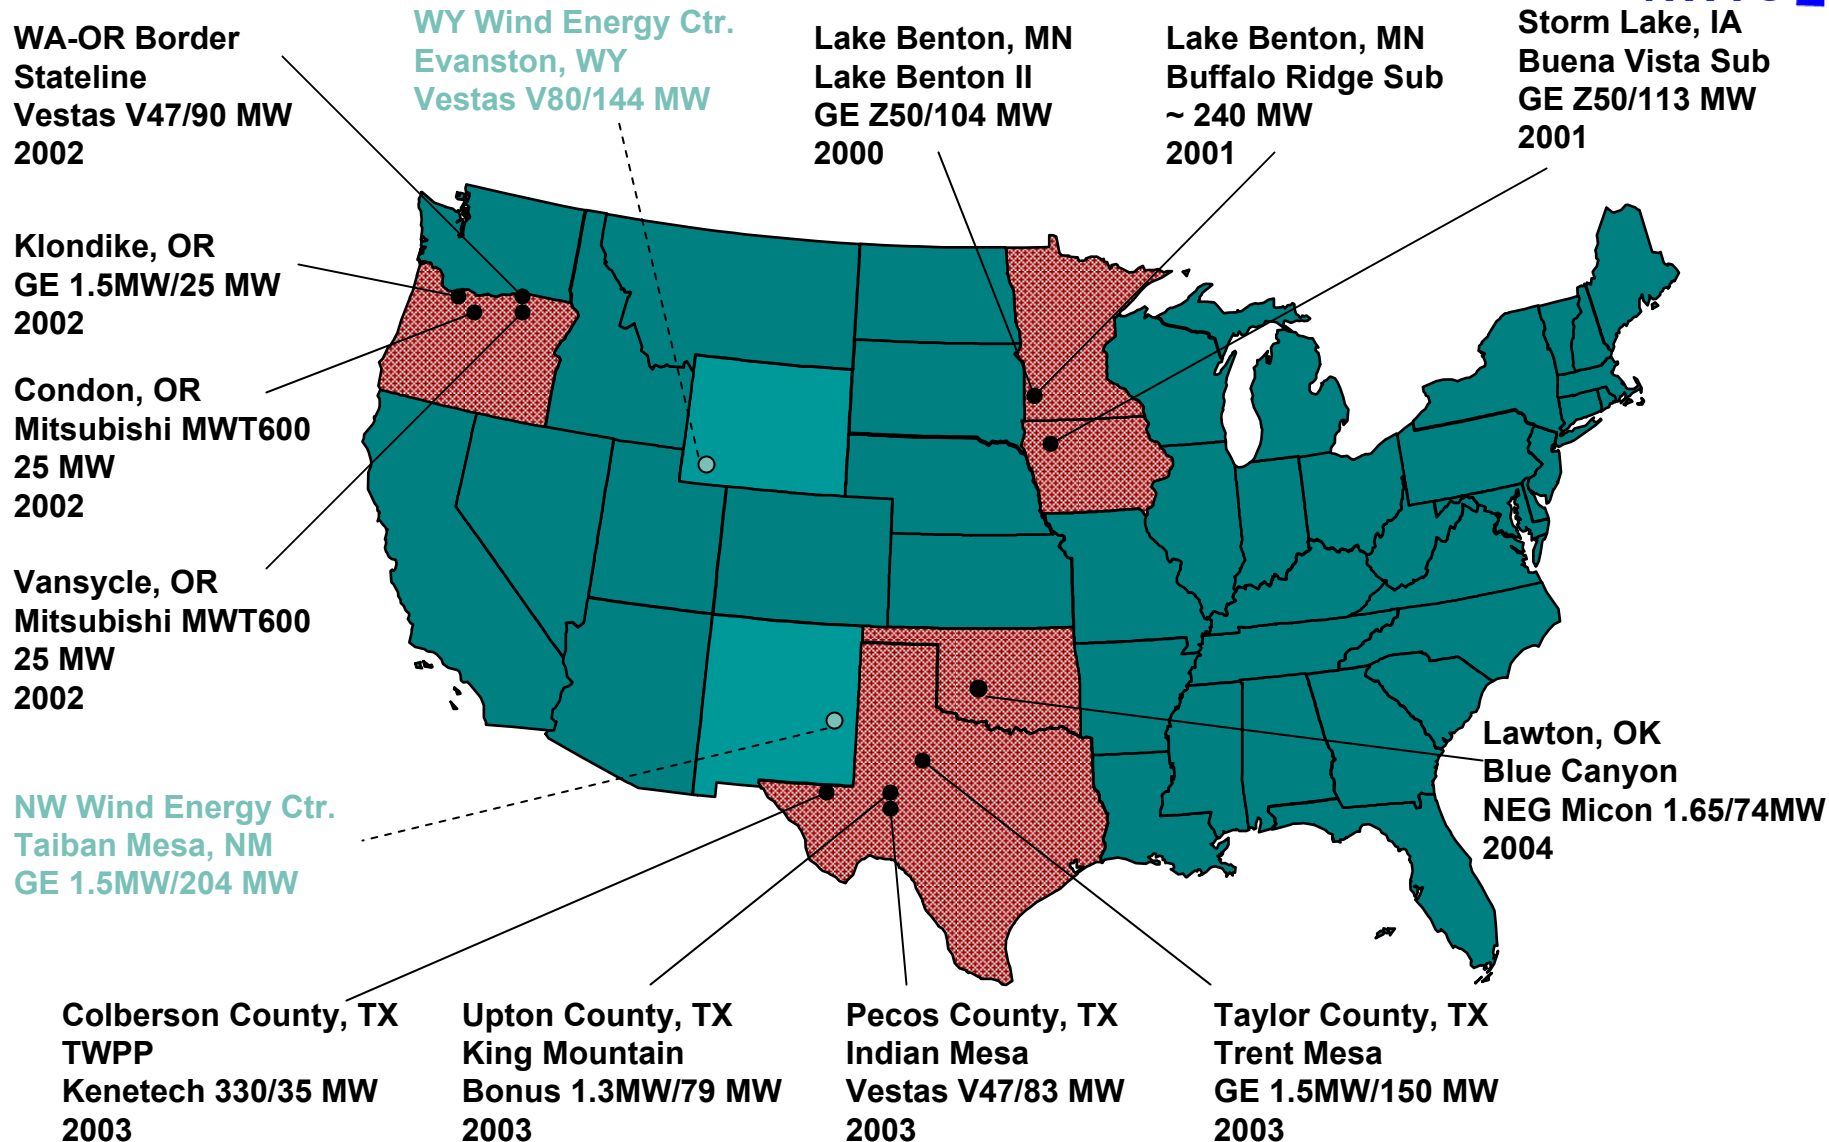 WA-OR Border
Stateline
Vestas V47/90 MW
2002
WY Wind Energy Ctr.
Evanston, WY
Vestas V80/144 MW
Lake Benton, MN
Lake Benton II
GE Z50/104 MW
2000
Lake Benton, MN
Buffalo Ridge Sub
~ 240 MW
2001
Storm Lake, IA
Buena Vista Sub
GE Z50/113 MW
2001
Klondike, OR
GE 1.5MW/25 MW
2002
Condon, OR
Mitsubishi MWT600
25 MW
2002
Vansycle, OR
Mitsubishi MWT600
25 MW
2002
NW Wind Energy Ctr.
Taiban Mesa, NM
GE 1.5MW/204 MW
Lawton, OK
Blue Canyon
NEG Micon 1.65/74MW
2004
Colberson County, TX
TWPP
Kenetech 330/35 MW
2003
Upton County, TX
King Mountain
Bonus 1.3MW/79 MW
2003
Pecos County, TX
Indian Mesa
Vestas V47/83 MW
2003
Taylor County, TX
Trent Mesa
GE 1.5MW/150 MW
2003